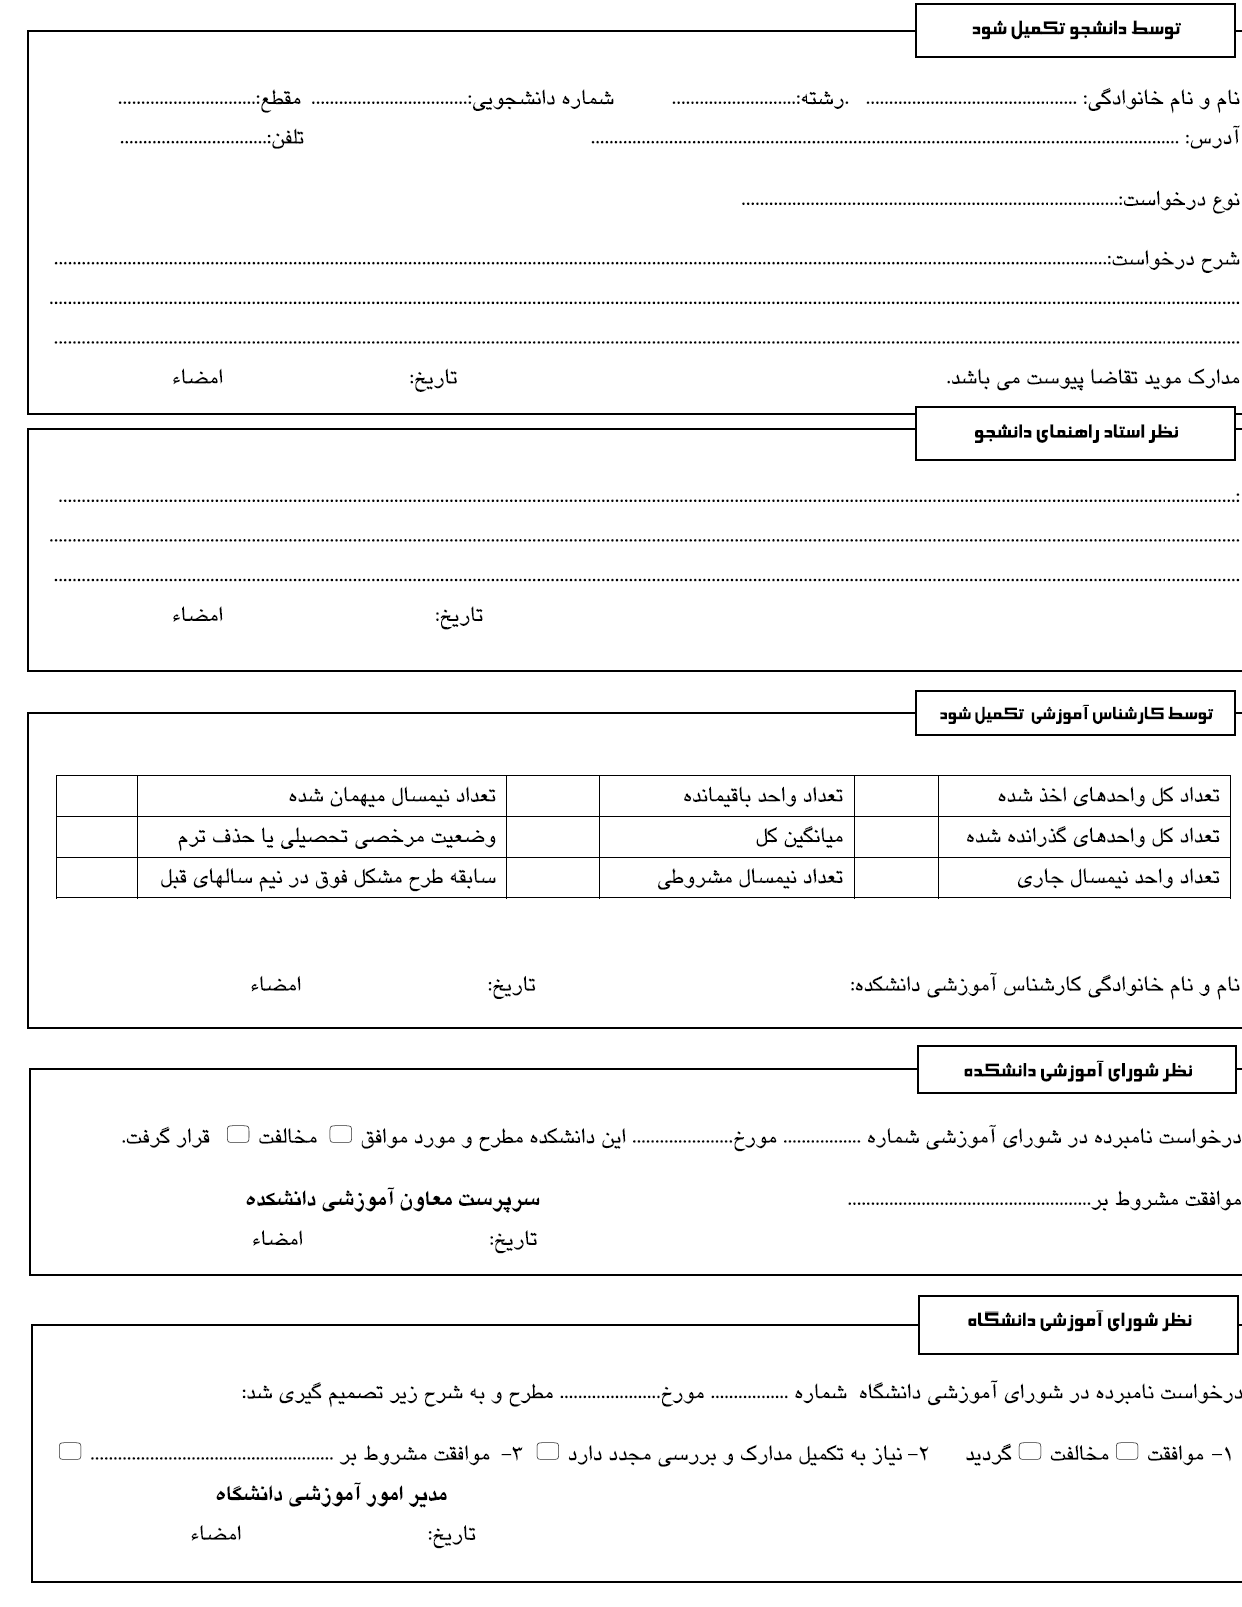 توسط دانشجو تکمیل شود
نام و نام خانوادگی: .............................................. .رشته:........................... شماره دانشجویی:.................................. مقطع:..............................
آدرس: ................................................................................................................................ تلفن:................................
نوع درخواست:..................................................................................
شرح درخواست:......................................................................................................................................................................................................................................
....................................................................................................................................................................................................................................................................
...................................................................................................................................................................................................................................................................
مدارک موید تقاضا پیوست می باشد. تاریخ: امضاء
نظر استاد راهنمای دانشجو
:..................................................................................................................................................................................................................................................................
....................................................................................................................................................................................................................................................................
...................................................................................................................................................................................................................................................................
تاریخ: امضاء
توسط کارشناس آموزشی تکمیل شود
تعداد کل واحدهای اخذ شده تعداد واحد باقیمانده تعداد نیمسال میهمان شده
تعداد کل واحدهای گذرانده شده میانگین کل وضعیت مرخصی تحصیلی یا حذف ترم
تعداد واحد نیمسال جاری تعداد نیمسال مشروطی سابقه طرح مشکل فوق در نیم سالهای قبل
نام و نام خانوادگی کارشناس آموزشی دانشکده: تاریخ: امضاء
نظر شورای آموزشی دانشکده
درخواست نامبرده در شورای آموزشی شماره ................. مورخ...................... این دانشکده مطرح و مورد موافق مخالفت قرار گرفت.
موافقت مشروط بر..................................................... سرپرست معاون آموزشی دانشکده
تاریخ: امضاء
نظر شورای آموزشی دانشگاه
درخواست نامبرده در شورای آموزشی دانشگاه شماره ................. مورخ...................... مطرح و به شرح زیر تصمیم گیری شد:
۱- موافقت مخالفت گردید ۲- نیاز به تکمیل مدارک و بررسی مجدد دارد ۳- موافقت مشروط بر .....................................................
مدیر امور آموزشی دانشگاه
تاریخ: امضاء